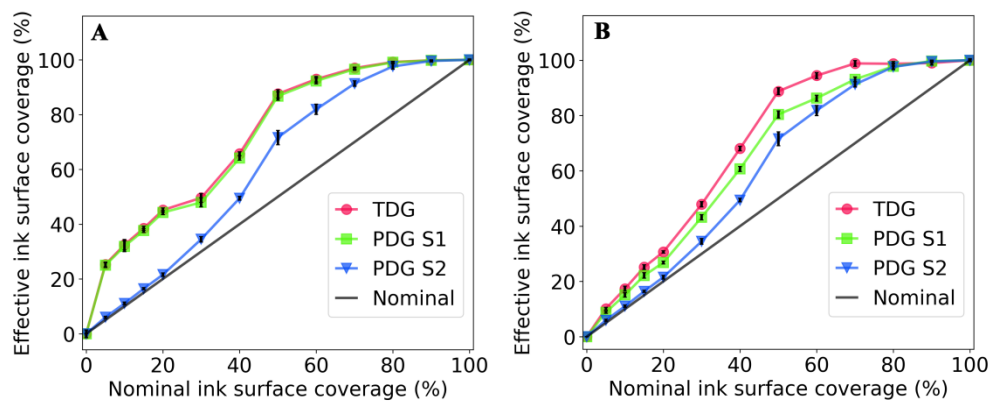 A
Effective ink surface coverage (%)
100
80
60
40
20
0
TDG
PDG S1
PDG S2
Nominal
0 20 40 60 80 100
Nominal ink surface coverage (%)
B
Effective ink surface coverage (%)
100
80
60
40
20
0
TDG
PDG S1
PDG S2
Nominal
0 20 40 60 80 100
Nominal ink surface coverage (%)